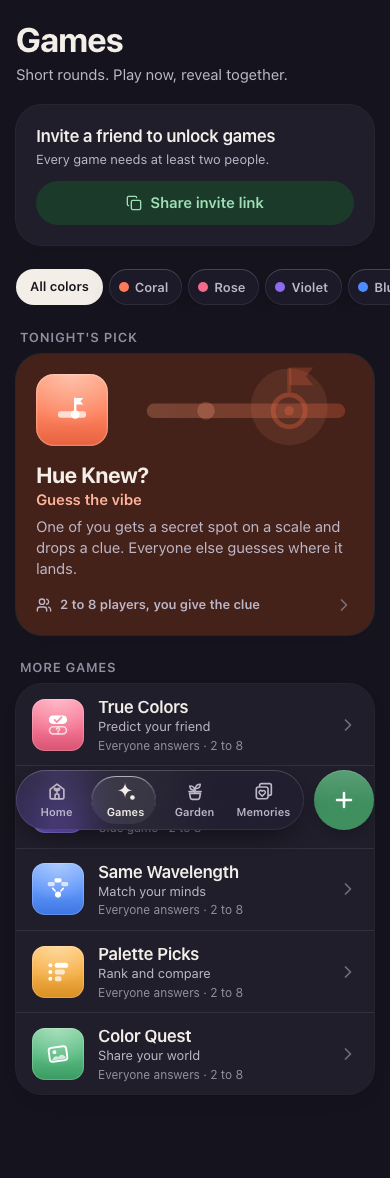 Games
Short rounds. Play now, reveal together.
Invite a friend to unlock games
Every game needs at least two people.
Share invite link
All colors
Coral
Rose
Violet
TONIGHT'S PICK
Hue Knew?
Guess the vibe
One of you gets a secret spot on a scale and
drops a clue. Everyone else guesses where it
lands.
2 to 8 players, you give the clue
MORE GAMES
True Colors
Predict your friend
Everyone answers · 2 to 8
Home
Games
Garden
Memories
Same Wavelength
Match your minds
Everyone answers · 2 to 8
Palette Picks
Rank and compare
Everyone answers · 2 to 8
Color Quest
Share your world
Everyone answers · 2 to 8